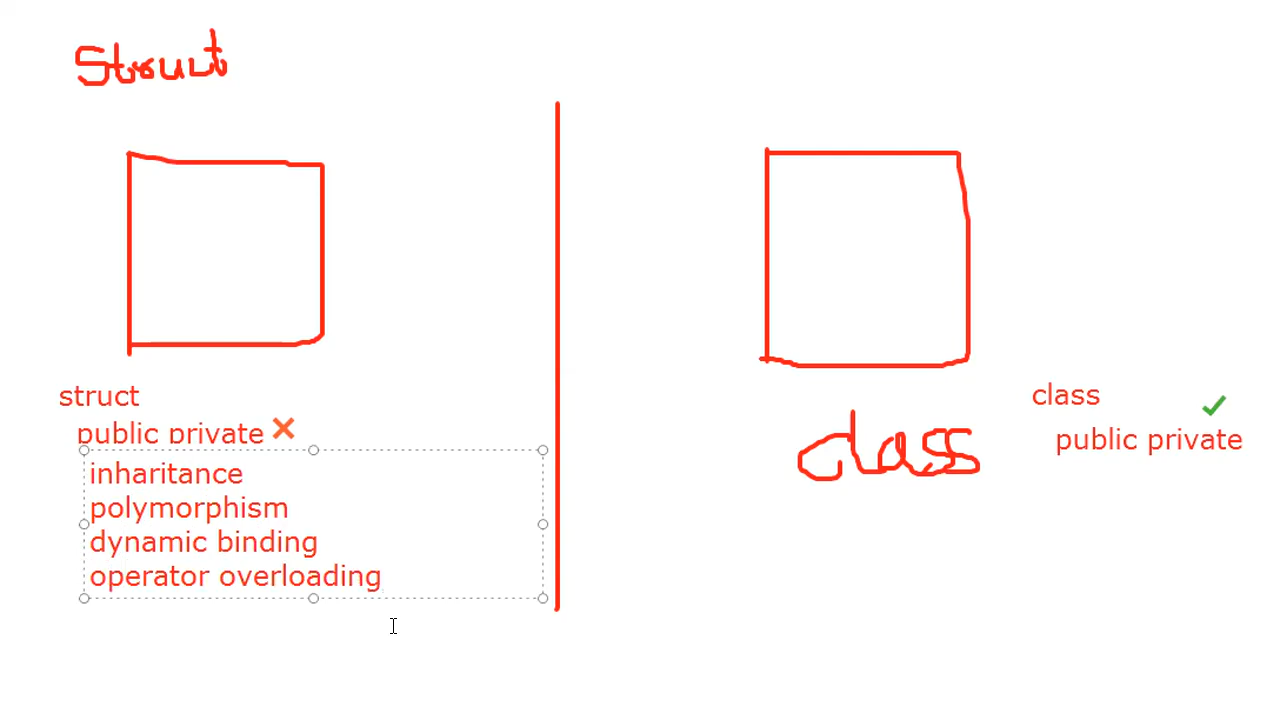 Struct
struct
public private
inharitance
polymorphism
dynamic binding
operator overloading
class
class
public private